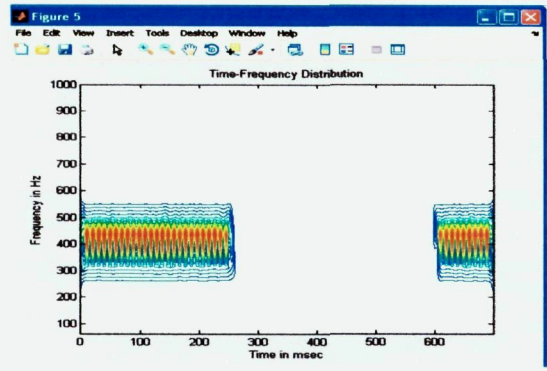 Figure 5
File Edit View Insert Tools Desktop Window Help
Time-Frequency Distribution
1000
900
800
700
600
500
400
300
200
100
Frequency in Hz
0 100 200 300 400 500 600
Time in msec